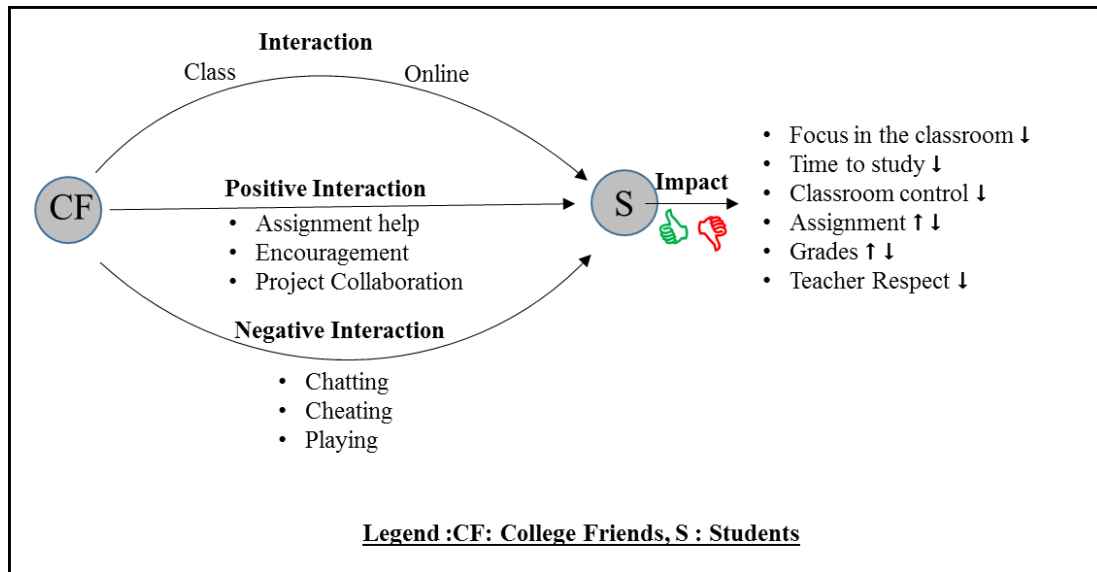 Interaction
Class Online
• Focus in the classroom ↓
• Time to study ↓
• Classroom control ↓
• Assignment ↑ ↓
• Grades ↑ ↓
• Teacher Respect ↓
CF
Positive Interaction
• Assignment help
• Encouragement
• Project Collaboration
S
Impact
Negative Interaction
• Chatting
• Cheating
• Playing
Legend :CF: College Friends, S : Students